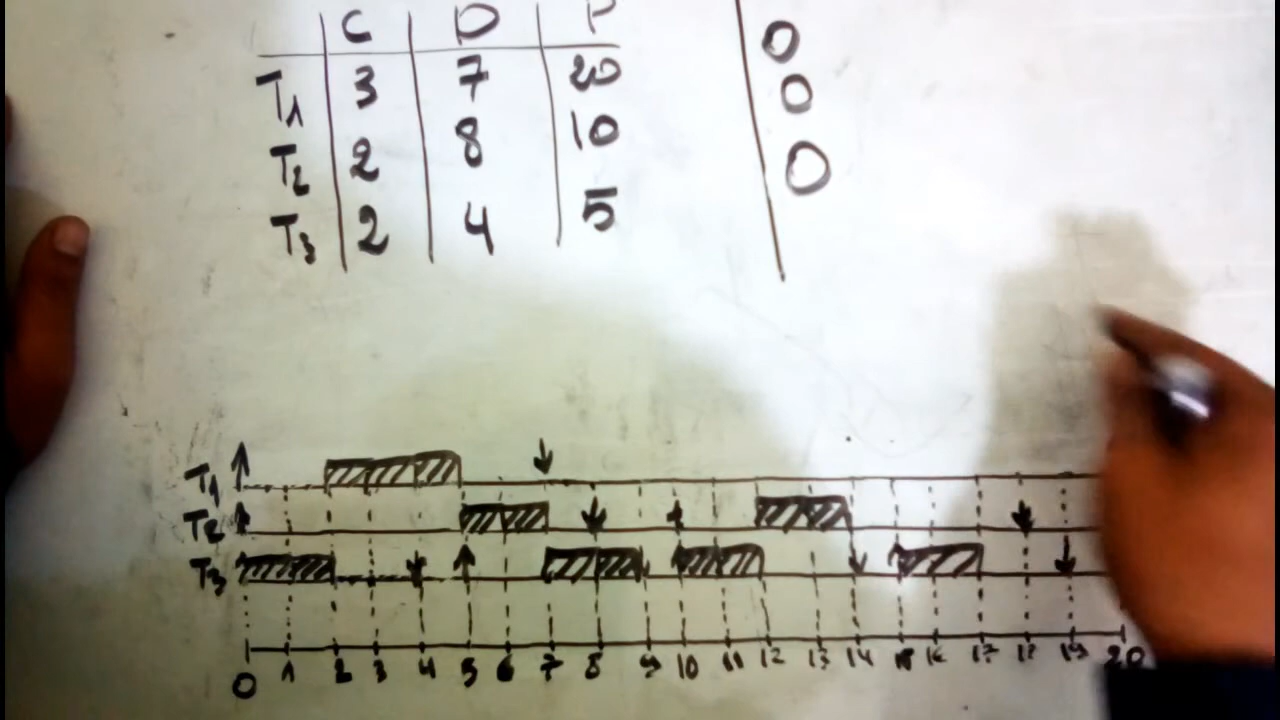 C D P
T1 3 7 20 0
T2 2 8 10 0
T3 2 4 5 0
T1
T2
T3
0 1 2 3 4 5 6 7 8 9 10 11 12 13 14 15 16 17 18 19 20